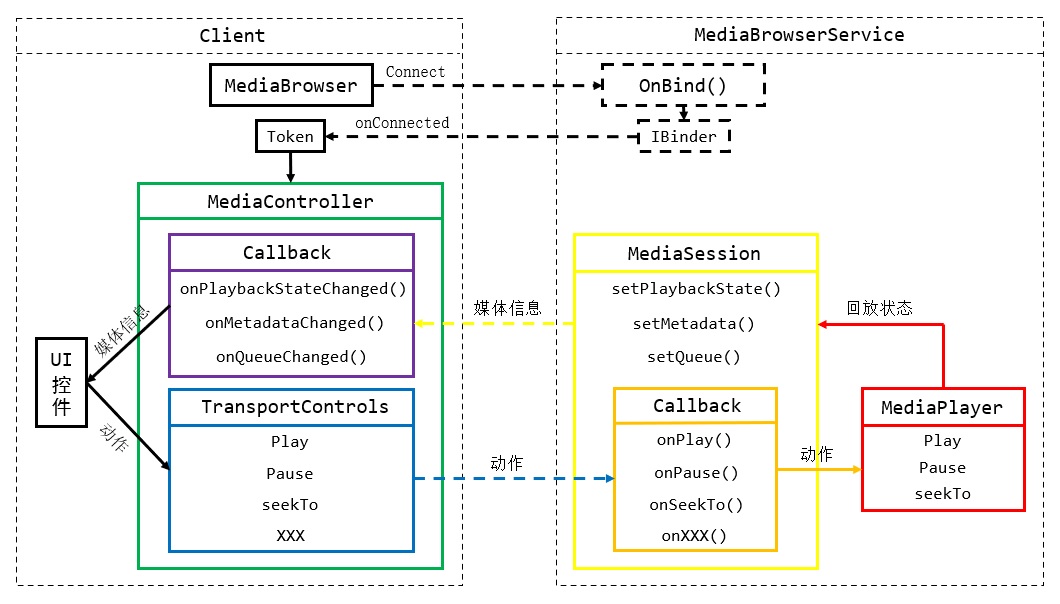 Client
MediaBrowserService
MediaBrowser
Connect
OnBind()
Token
onConnected
IBinder
MediaController
Callback
onPlaybackStateChanged()
onMetadataChanged()
onQueueChanged()
媒体信息
UI
控
件
动作
TransportControls
Play
Pause
seekTo
XXX
媒体信息
动作
MediaSession
setPlaybackState()
setMetadata()
setQueue()
Callback
onPlay()
onPause()
onSeekTo()
onXXX()
回放状态
动作
MediaPlayer
Play
Pause
seekTo